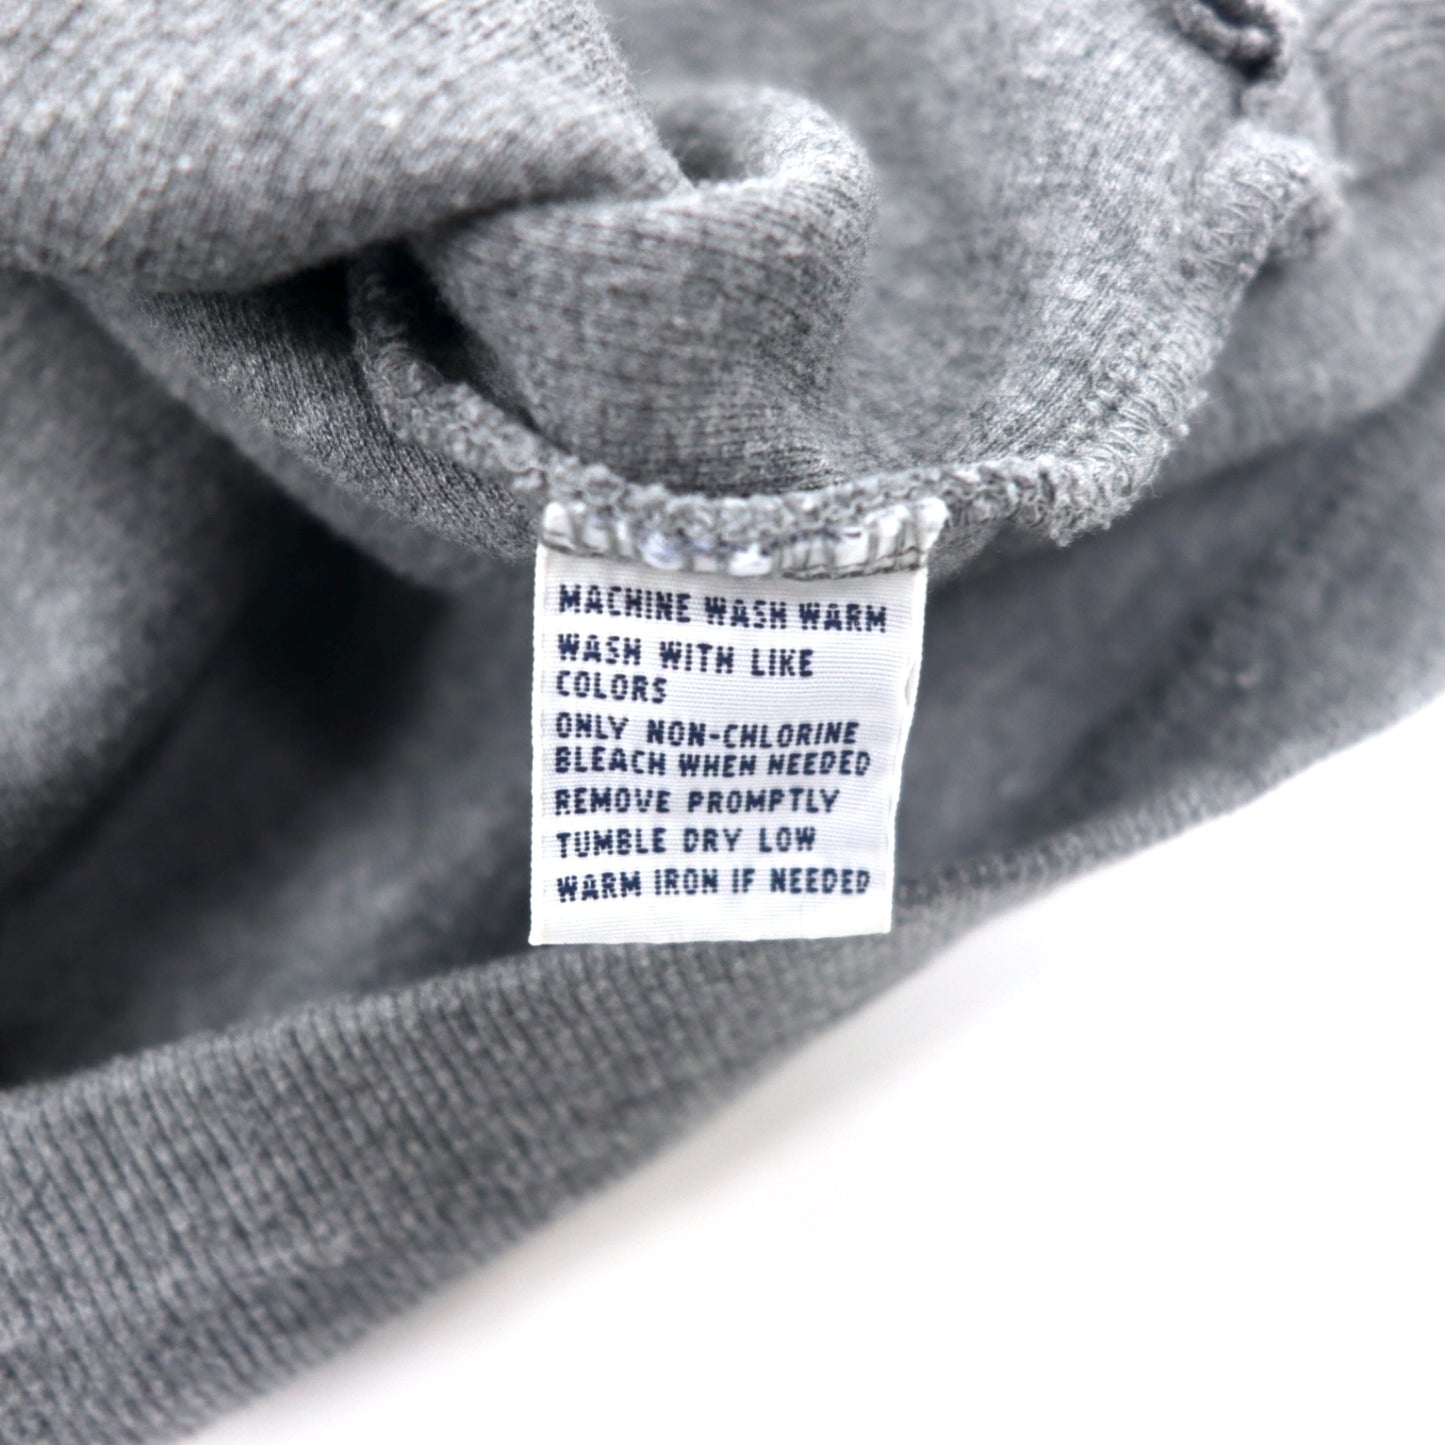 MACHINE WASH WARM
WASH WITH LIKE
COLORS
ONLY NON-CHLORINE
BLEACH WHEN NEEDED
REMOVE PROMPTLY
TUMBLE DRY LOW
WARM IRON IF NEEDED